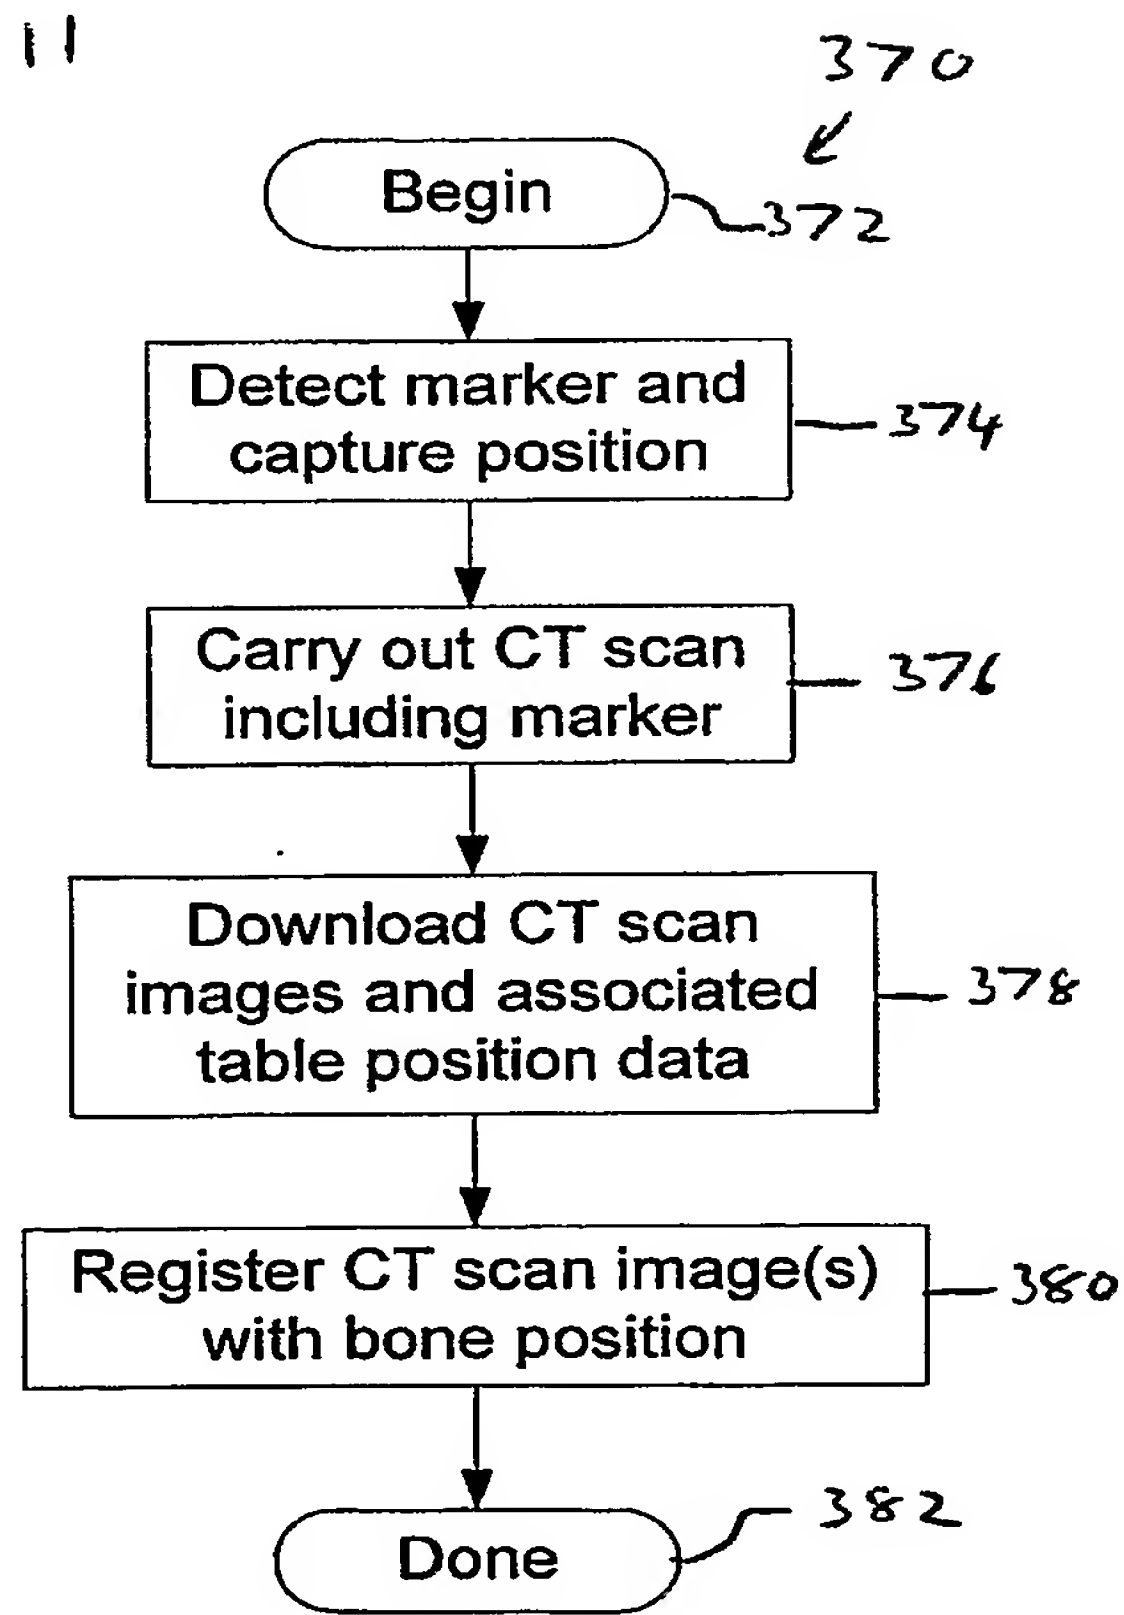 11
370
Begin
372
Detect marker and
capture position
374
Carry out CT scan
including marker
376
Download CT scan
images and associated
table position data
378
Register CT scan image(s)
with bone position
380
Done
382